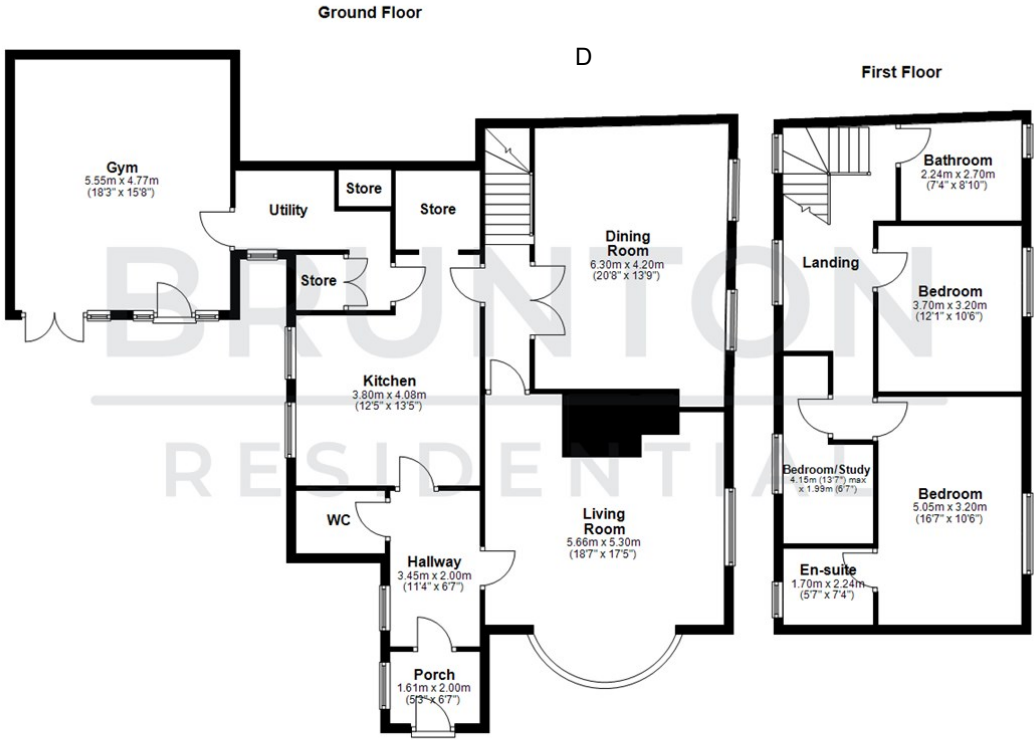 Ground Floor
D
First Floor
Gym
5.55m x 4.77m
(18'3" x 15'8")
Utility
Store
Store
Store
Dining
Room
6.30m x 4.20m
(20'8" x 13'9")
Kitchen
3.80m x 4.08m
(12'5" x 13'5")
WC
Hallway
3.45m x 2.00m
(11'4" x 6'7")
Living
Room
5.66m x 5.30m
(18'7" x 17'5")
Porch
1.61m x 2.00m
(5'3" x 6'7")
Bathroom
2.24m x 2.70m
(7'4" x 8'10")
Landing
Bedroom
3.70m x 3.20m
(12'1" x 10'6")
Bedroom/Study
4.15m (13'7") max
x 1.99m (6'7")
Bedroom
5.05m x 3.20m
(16'7" x 10'6")
En-suite
1.70m x 2.24m
(5'7" x 7'4")
BRUNTON
RESIDENTIAL